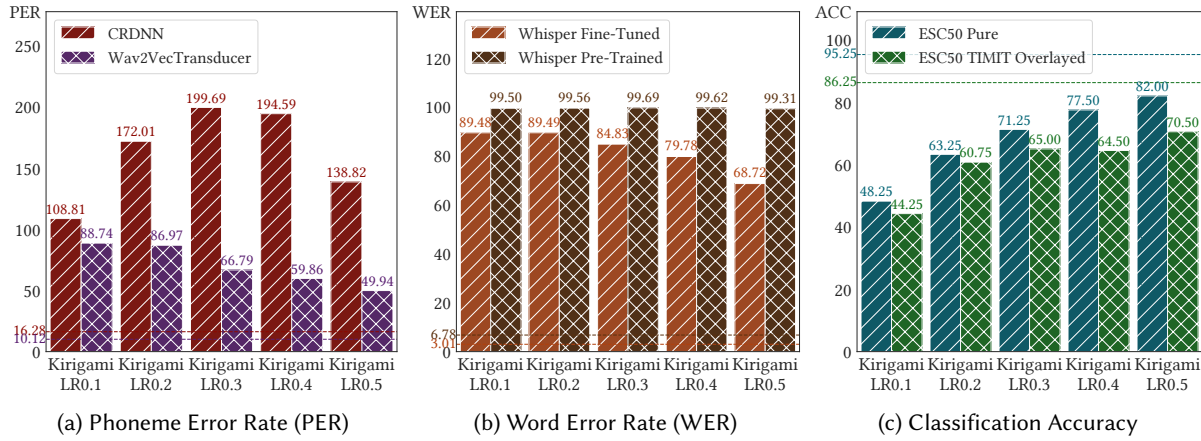 PER
250
200
150
100
50
0
16.28
10.12
CRDNN
Wav2VecTransducer
108.81
88.74
172.01
86.97
199.69
66.79
194.59
59.86
138.82
49.94
Kirigami LR0.1
Kirigami LR0.2
Kirigami LR0.3
Kirigami LR0.4
Kirigami LR0.5
(a) Phoneme Error Rate (PER)
WER
120
100
80
60
40
20
0
6.78
3.01
Whisper Fine-Tuned
Whisper Pre-Trained
89.48
99.50
89.49
99.56
84.83
99.69
79.78
99.62
68.72
99.31
Kirigami LR0.1
Kirigami LR0.2
Kirigami LR0.3
Kirigami LR0.4
Kirigami LR0.5
(b) Word Error Rate (WER)
ACC
100
80
60
40
20
0
95.25
86.25
ESC50 Pure
ESC50 TIMIT Overlayed
48.25
44.25
63.25
60.75
71.25
65.00
77.50
64.50
82.00
70.50
Kirigami LR0.1
Kirigami LR0.2
Kirigami LR0.3
Kirigami LR0.4
Kirigami LR0.5
(c) Classification Accuracy